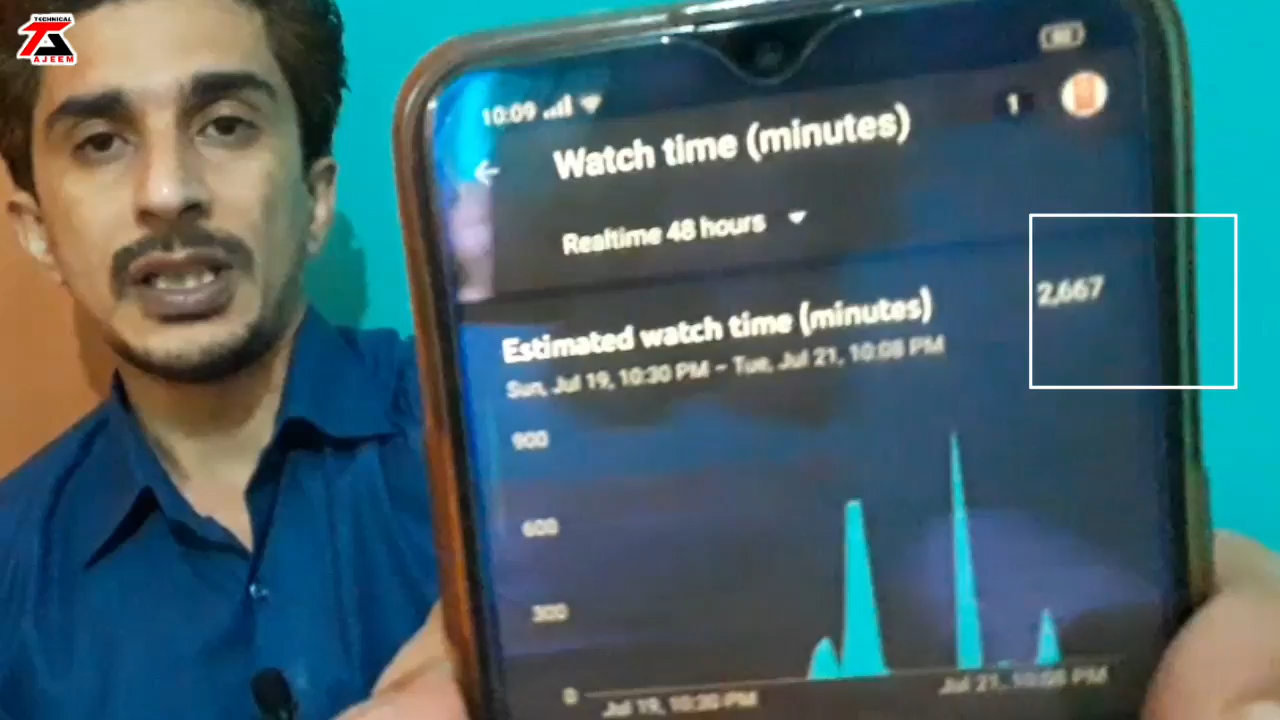 TECHNICAL
TA
AJEEM
10:09
1
Watch time (minutes)
Realtime 48 hours
2,667
Estimated watch time (minutes)
Sun, Jul 19, 10:30 PM – Tue, Jul 21, 10:08 PM
900
600
300
0
Jul 19, 10:30 PM
Jul 21, 10:08 PM